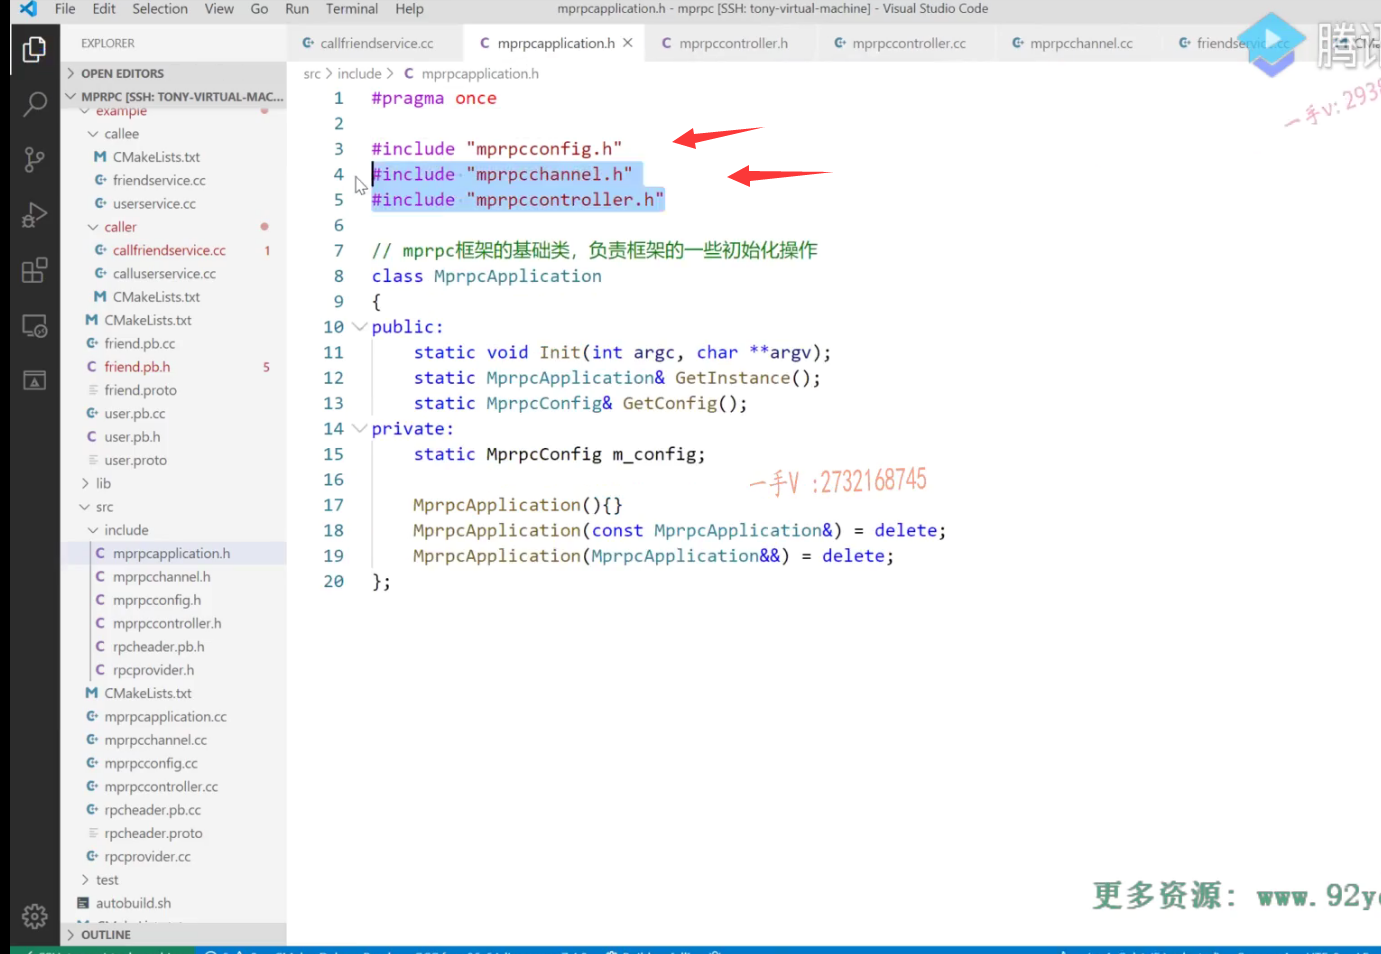 File Edit Selection View Go Run Terminal Help
mprpcapplication.h - mprpc [SSH: tony-virtual-machine] - Visual Studio Code
EXPLORER
OPEN EDITORS
MPRPC [SSH: TONY-VIRTUAL-MAC...
example
callee
CMakeLists.txt
friendservice.cc
userservice.cc
caller
callfriendservice.cc 1
calluserservice.cc
CMakeLists.txt
CMakeLists.txt
friend.pb.cc
friend.pb.h 5
friend.proto
user.pb.cc
user.pb.h
user.proto
lib
src
include
mprpcapplication.h
mprpcchannel.h
mprpcconfig.h
mprpccontroller.h
rpcheader.pb.h
rpcprovider.h
CMakeLists.txt
mprpcapplication.cc
mprpcchannel.cc
mprpcconfig.cc
mprpccontroller.cc
rpcheader.pb.cc
rpcheader.proto
rpcprovider.cc
test
autobuild.sh
OUTLINE
callfriendservice.cc mprpcapplication.h mprpccontroller.h mprpccontroller.cc mprpcchannel.cc
src > include > C mprpcapplication.h
1 #pragma once
2
3 #include "mprpcconfig.h"
4 #include "mprpcchannel.h"
5 #include "mprpccontroller.h"
6
7 // mprpc框架的基础类，负责框架的一些初始化操作
8 class MprpcApplication
9 {
10 public:
11 static void Init(int argc, char **argv);
12 static MprpcApplication& GetInstance();
13 static MprpcConfig& GetConfig();
14 private:
15 static MprpcConfig m_config;
16
17 MprpcApplication(){}
18 MprpcApplication(const MprpcApplication&) = delete;
19 MprpcApplication(MprpcApplication&&) = delete;
20 };
腾讯
一手v: 2938
一手V :2732168745
更多资源: www.92y